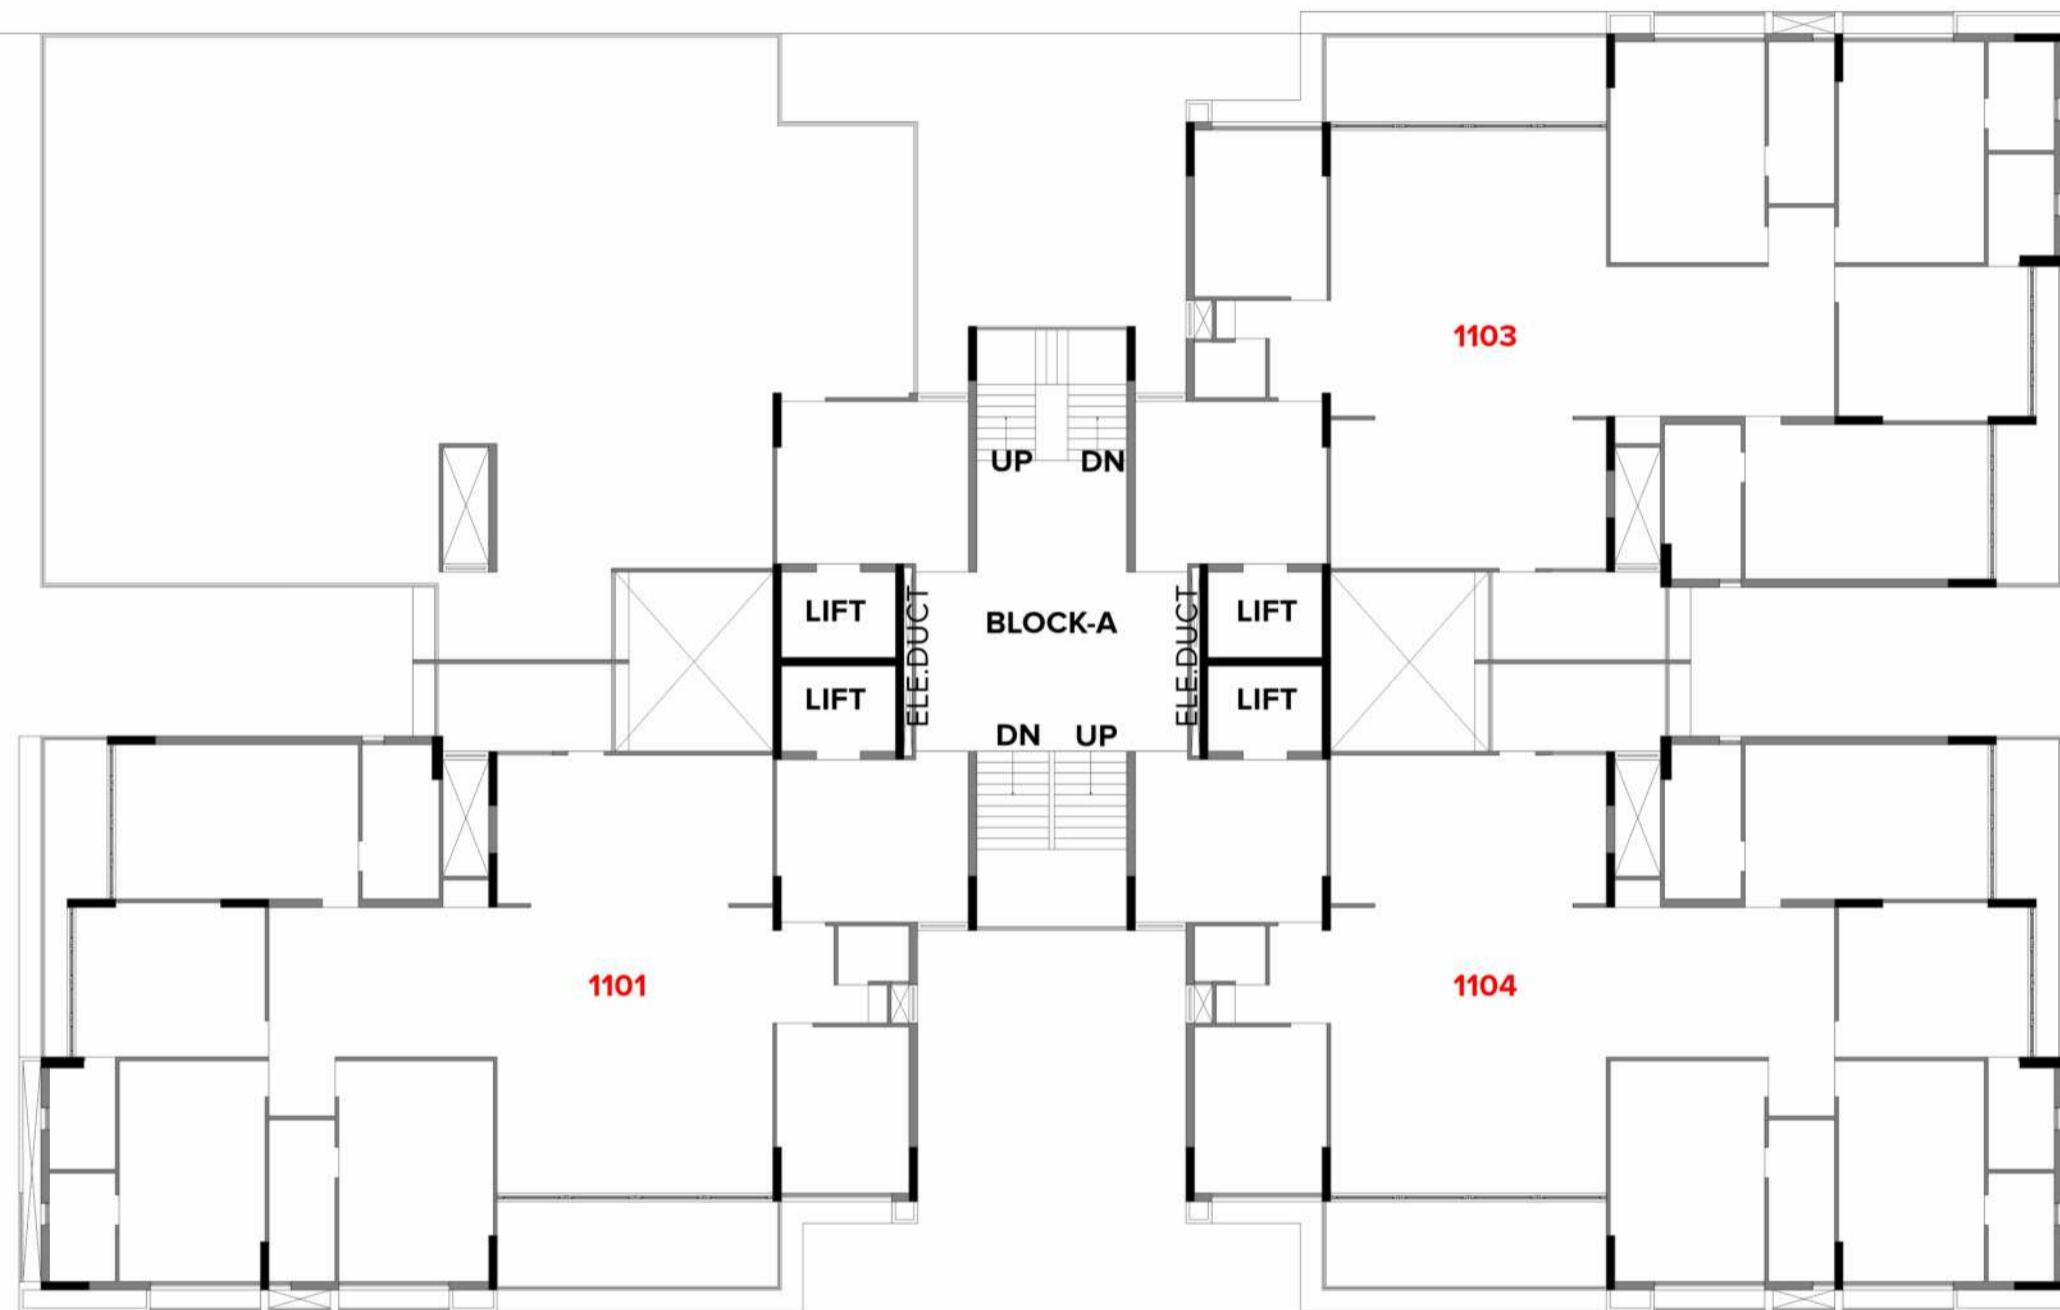 1103
UP DN
LIFT ELE.DUCT BLOCK-A ELE.DUCT LIFT
LIFT LIFT
DN UP
1101 1104